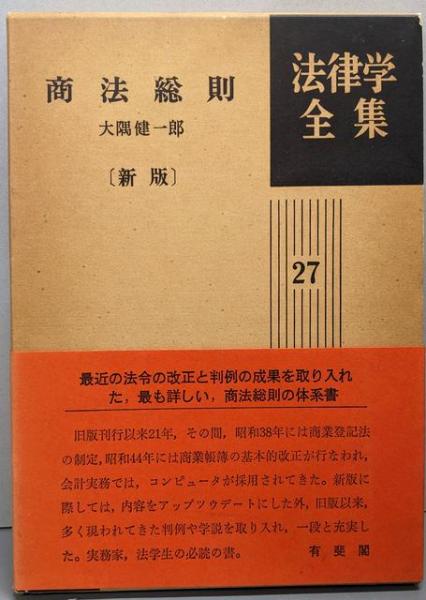 商法総則
大隅健一郎
〔新版〕
法律学
全集
27
最近の法令の改正と判例の成果を取り入れ
た，最も詳しい，商法総則の体系書
旧版刊行以来21年，その間，昭和38年には商業登記法
の制定，昭和44年には商業帳簿の基本的改正が行なわれ，
会計実務では，コンピュータが採用されてきた。新版に
際しては，内容をアップツウデートにした外，旧版以来，
多く現われてきた判例や学説を取り入れ，一段と充実し
た。実務家，法学生の必読の書。 有斐閣